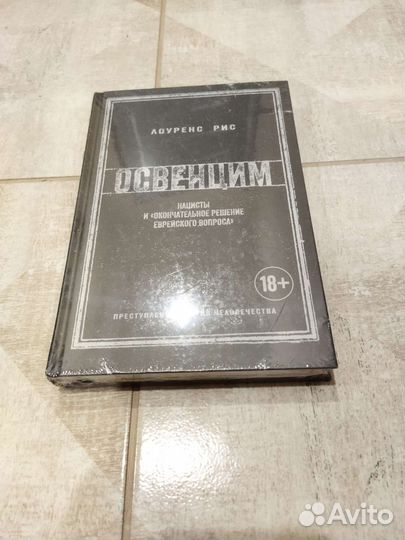 ЛОУРЕНС РИС
ОСВЕНЦИМ
НАЦИСТЫ
И «ОКОНЧАТЕЛЬНОЕ РЕШЕНИЕ
ЕВРЕЙСКОГО ВОПРОСА»
18+
ЧЕЛОВЕЧЕСТВА
Avito